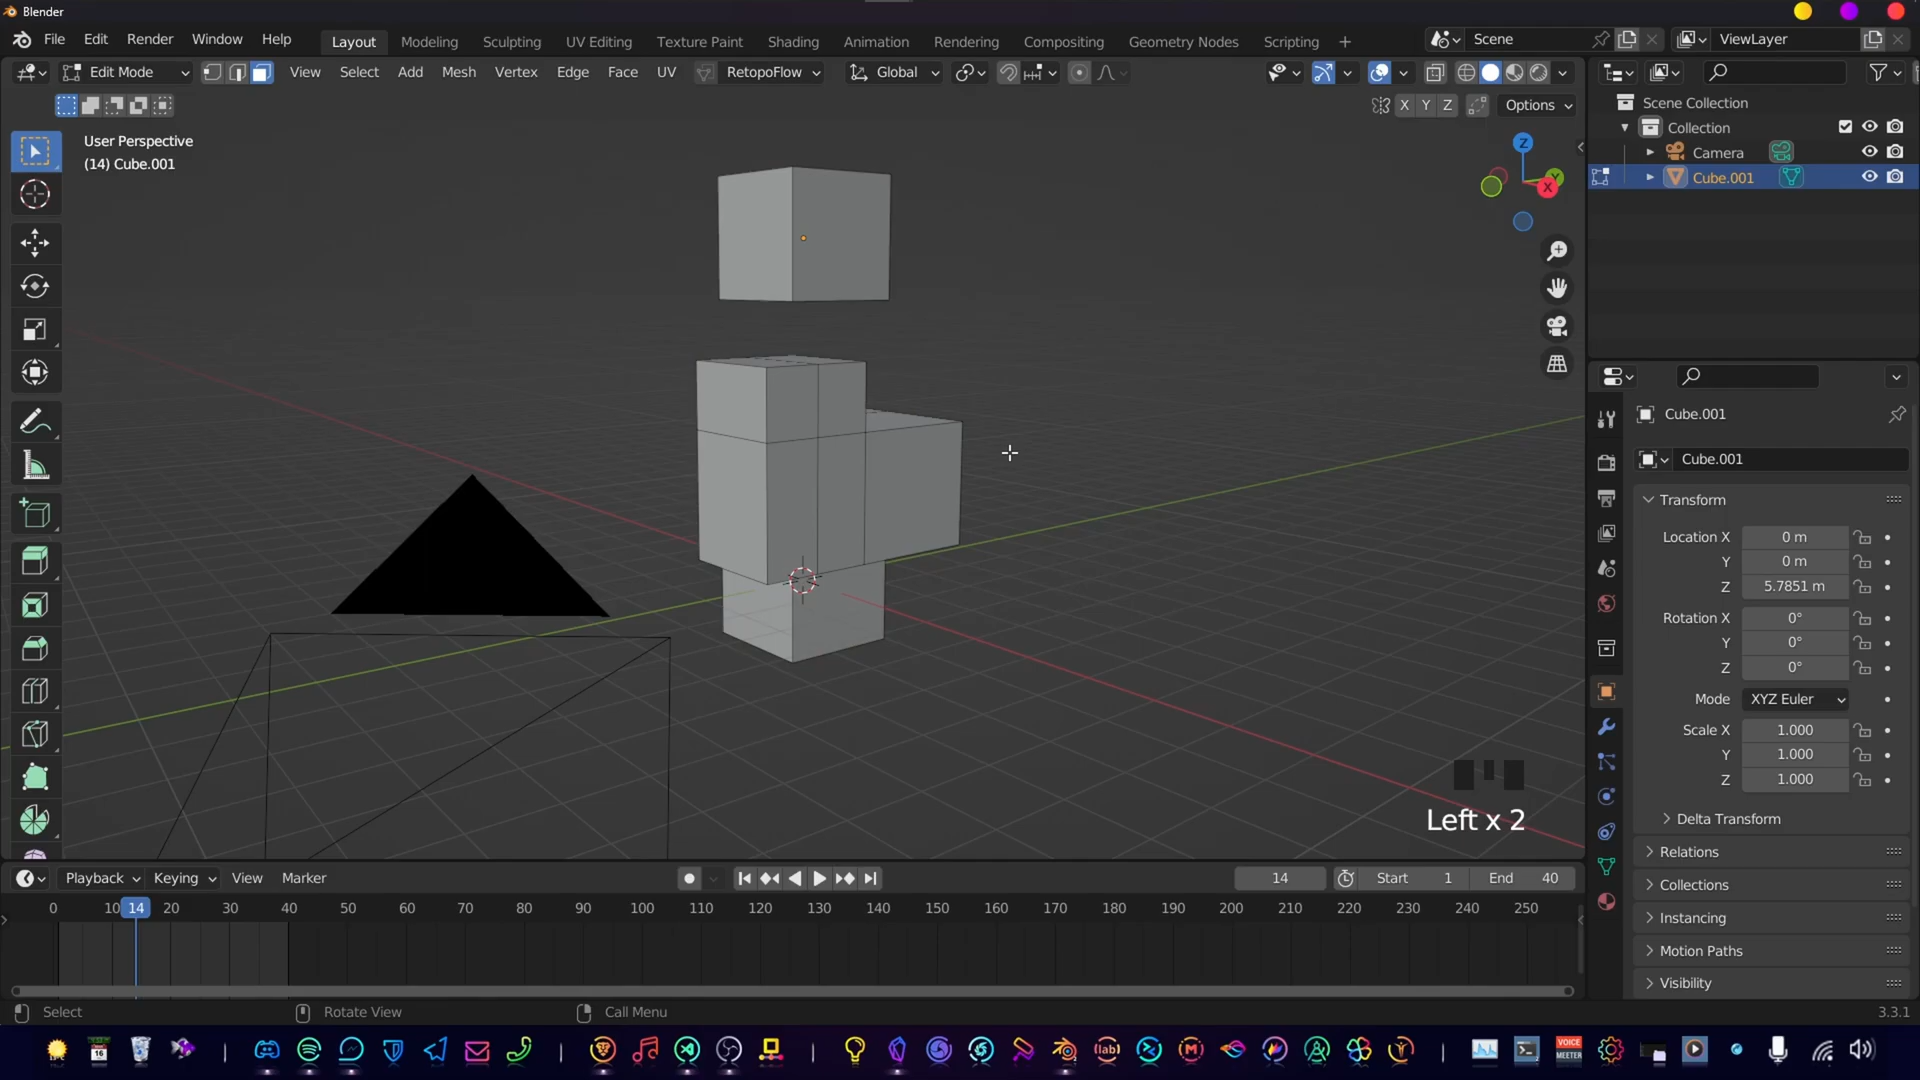 Blender
File Edit Render Window Help Layout Modeling Sculpting UV Editing Texture Paint Shading Animation Rendering Compositing Geometry Nodes Scripting + Scene ViewLayer
Edit Mode View Select Add Mesh Vertex Edge Face UV RetopoFlow Global
X Y Z Options
User Perspective
(14) Cube.001
Z
Y
X
Scene Collection
Collection
Camera
Cube.001
Cube.001
Cube.001
Transform
Location X 0 m
Y 0 m
Z 5.7851 m
Rotation X 0°
Y 0°
Z 0°
Mode XYZ Euler
Scale X 1.000
Y 1.000
Z 1.000
Delta Transform
Relations
Collections
Instancing
Motion Paths
Visibility
Left x 2
Playback Keying View Marker 14 Start 1 End 40
0 10 14 20 30 40 50 60 70 80 90 100 110 120 130 140 150 160 170 180 190 200 210 220 230 240 250
Select Rotate View Call Menu 3.3.1
16 lab VOICE MEETER